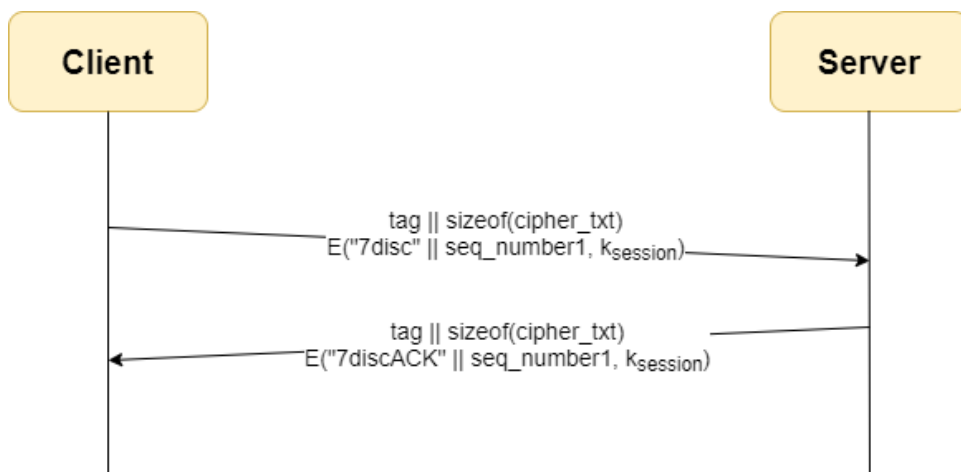 Client
Server
tag || sizeof(cipher_txt)
E("7disc" || seq_number1, ksession)
tag || sizeof(cipher_txt)
E("7discACK" || seq_number1, ksession)